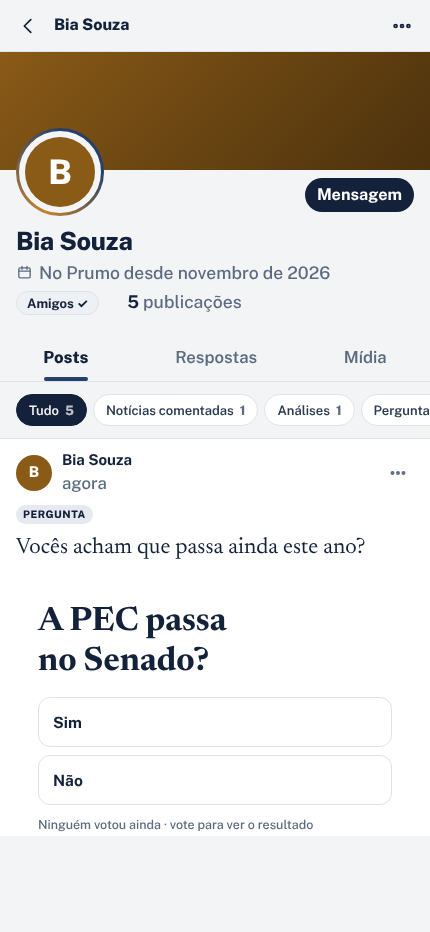 Bia Souza
B
Mensagem
Bia Souza
No Prumo desde novembro de 2026
Amigos ✓
5 publicações
Posts Respostas Mídia
Tudo 5 Notícias comentadas 1 Análises 1 Pergunta
B
Bia Souza
agora
PERGUNTA
Vocês acham que passa ainda este ano?
A PEC passa
no Senado?
Sim
Não
Ninguém votou ainda · vote para ver o resultado